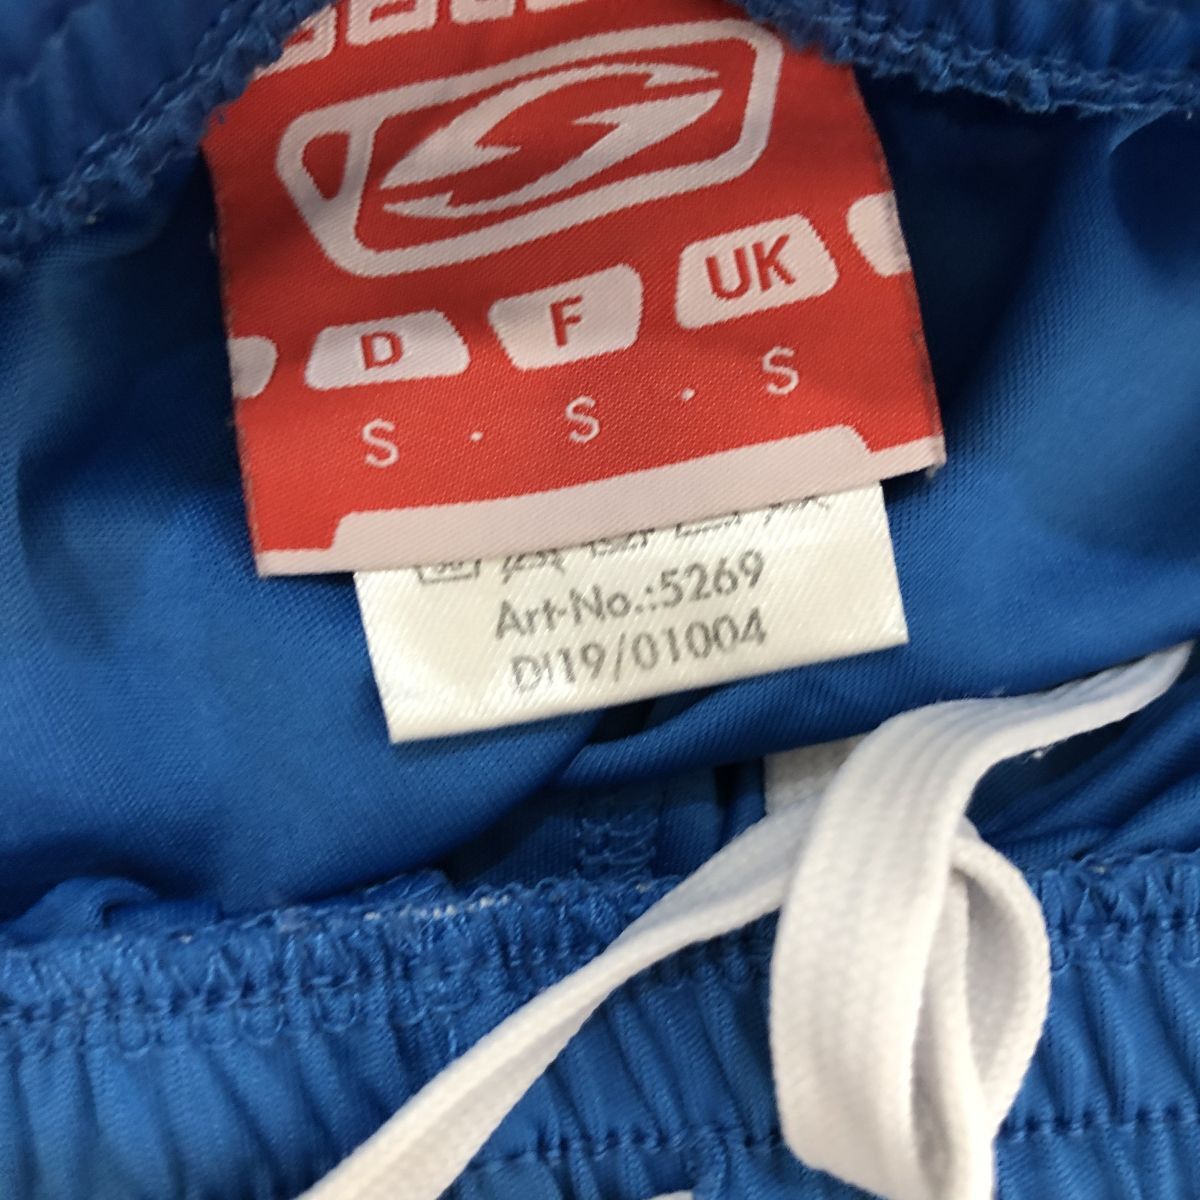 D F UK
S · S · S
Art-No.:5269
DI19/01004